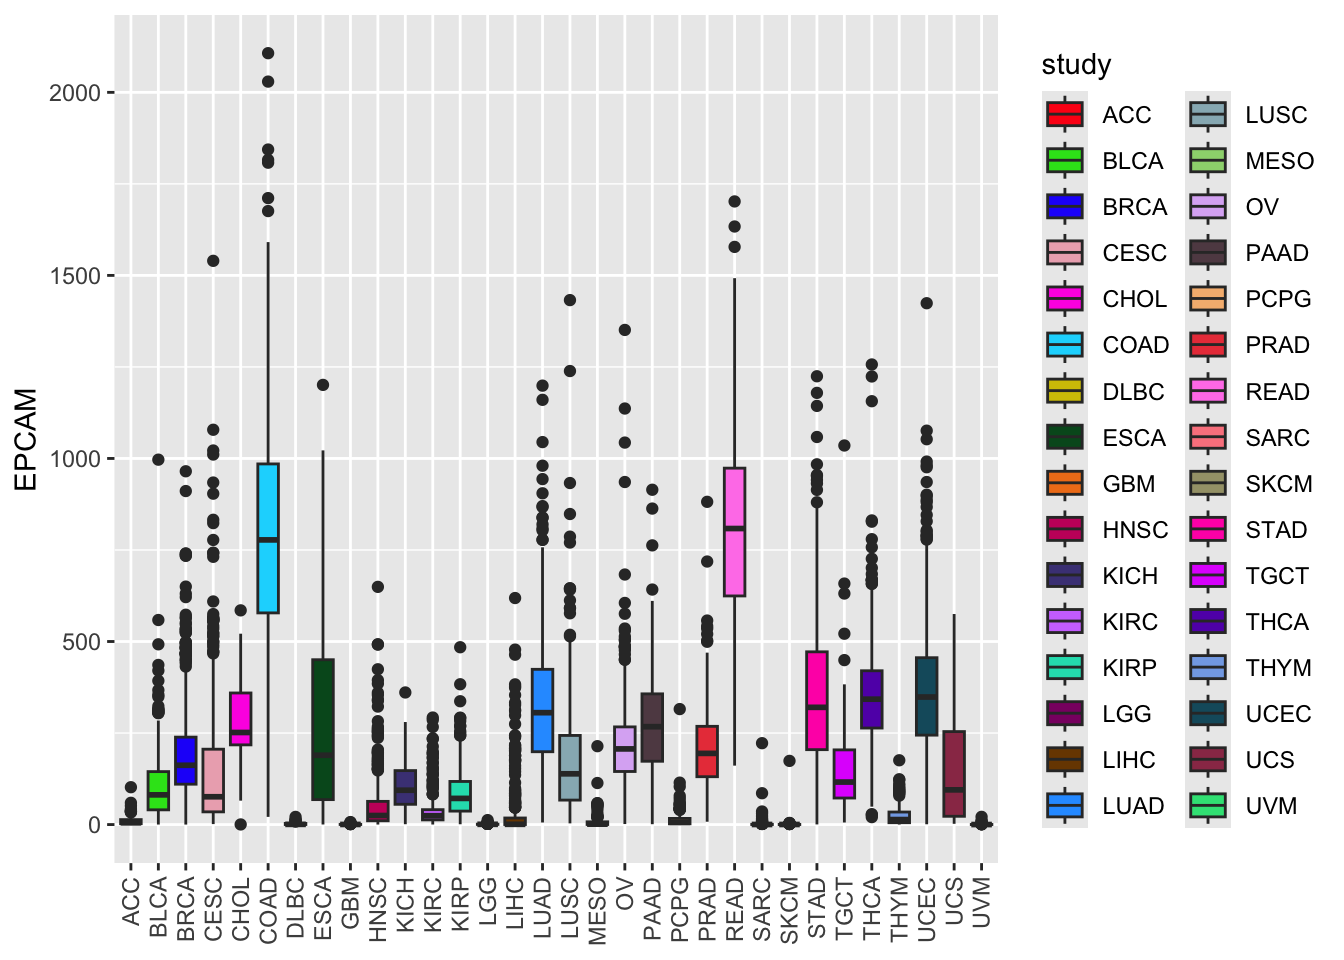 EPCAM
2000
1500
1000
500
0
ACC
BLCA
BRCA
CESC
CHOL
COAD
DLBC
ESCA
GBM
HNSC
KICH
KIRC
KIRP
LGG
LIHC
LUAD
LUSC
MESO
OV
PAAD
PCPG
PRAD
READ
SARC
SKCM
STAD
TGCT
THCA
THYM
UCEC
UCS
UVM
study
ACC
BLCA
BRCA
CESC
CHOL
COAD
DLBC
ESCA
GBM
HNSC
KICH
KIRC
KIRP
LGG
LIHC
LUAD
LUSC
MESO
OV
PAAD
PCPG
PRAD
READ
SARC
SKCM
STAD
TGCT
THCA
THYM
UCEC
UCS
UVM